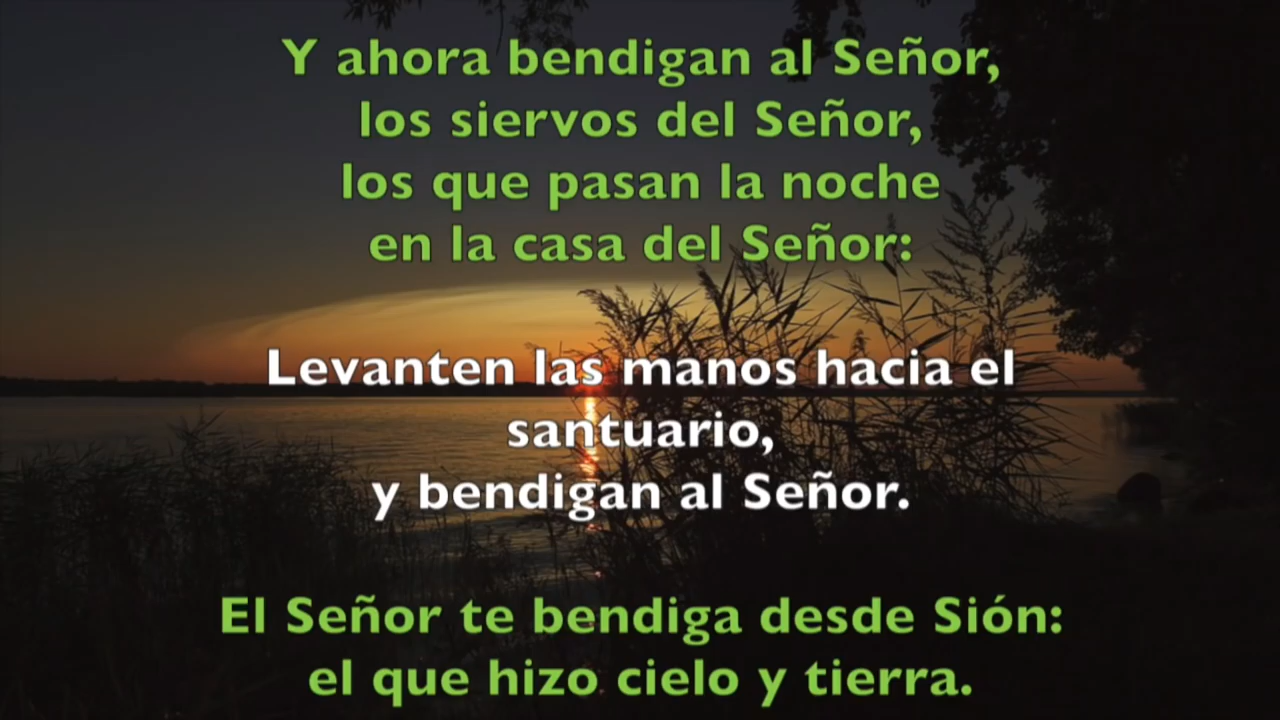 Y ahora bendigan al Señor,
los siervos del Señor,
los que pasan la noche
en la casa del Señor:
Levanten las manos hacia el
santuario,
y bendigan al Señor.
El Señor te bendiga desde Sión:
el que hizo cielo y tierra.